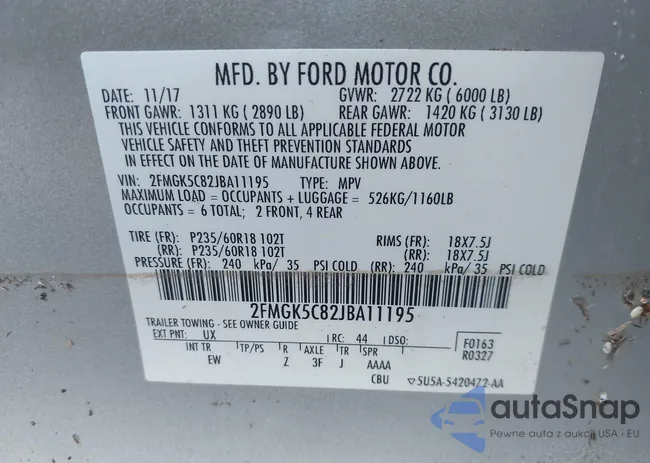 MFD. BY FORD MOTOR CO.
DATE: 11/17 GVWR: 2722 KG ( 6000 LB)
FRONT GAWR: 1311 KG ( 2890 LB) REAR GAWR: 1420 KG ( 3130 LB)
THIS VEHICLE CONFORMS TO ALL APPLICABLE FEDERAL MOTOR
VEHICLE SAFETY AND THEFT PREVENTION STANDARDS
IN EFFECT ON THE DATE OF MANUFACTURE SHOWN ABOVE.
VIN: 2FMGK5C82JBA11195 TYPE: MPV
MAXIMUM LOAD = OCCUPANTS + LUGGAGE = 526KG/1160LB
OCCUPANTS = 6 TOTAL; 2 FRONT, 4 REAR
TIRE (FR): P235/60R18 102T RIMS (FR): 18X7.5J
(RR): P235/60R18 102T (RR): 18X7.5J
PRESSURE (FR): 240 kPa/ 35 PSI COLD (RR): 240 kPa/ 35 PSI COLD
2FMGK5C82JBA11195
TRAILER TOWING - SEE OWNER GUIDE
EXT PNT: UX RC: 44 DSO: F0163
R0327
INT TR TP/PS R AXLE TR SPR
EW Z 3F J AAAA
CBU 5U5A-5420472-AA
autaSnap
Pewne auta z aukcji USA i EU